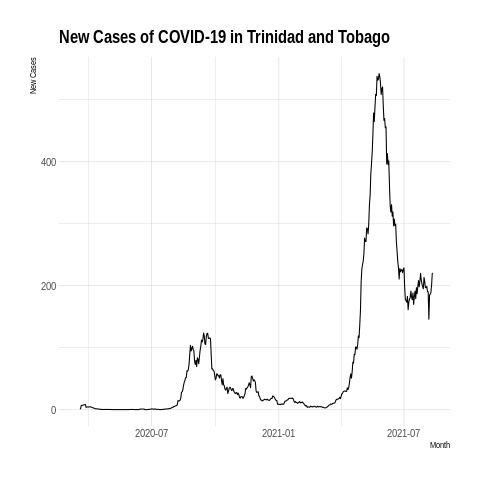 New Cases of COVID-19 in Trinidad and Tobago
New Cases
400
200
0
2020-07
2021-01
2021-07
Month